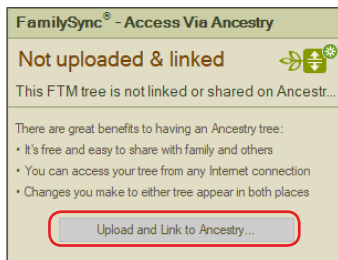 FamilySync® - Access Via Ancestry
Not uploaded & linked
This FTM tree is not linked or shared on Ancestr...
There are great benefits to having an Ancestry tree:
• It's free and easy to share with family and others
• You can access your tree from any Internet connection
• Changes you make to either tree appear in both places
Upload and Link to Ancestry...